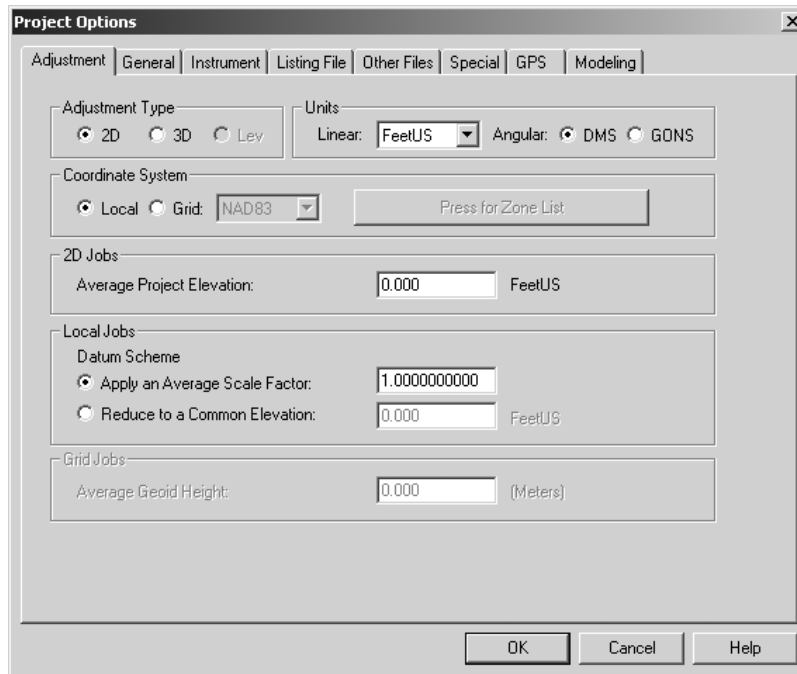 Project Options
Adjustment General Instrument Listing File Other Files Special GPS Modeling
Adjustment Type
2D 3D Lev
Units
Linear: FeetUS Angular: DMS GONS
Coordinate System
Local Grid: NAD83 Press for Zone List
2D Jobs
Average Project Elevation: 0.000 FeetUS
Local Jobs
Datum Scheme
Apply an Average Scale Factor: 1.0000000000
Reduce to a Common Elevation: 0.000 FeetUS
Grid Jobs
Average Geoid Height: 0.000 (Meters)
OK Cancel Help